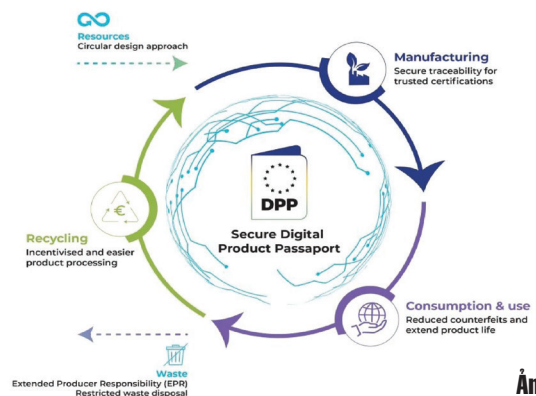 Resources
Circular design approach
Manufacturing
Secure traceability for
trusted certifications
DPP
Secure Digital
Product Passaport
€
Recycling
Incentivised and easier
product processing
Consumption & use
Reduced counterfeits and
extend product life
Waste
Extended Producer Responsibility (EPR)
Restricted waste disposal